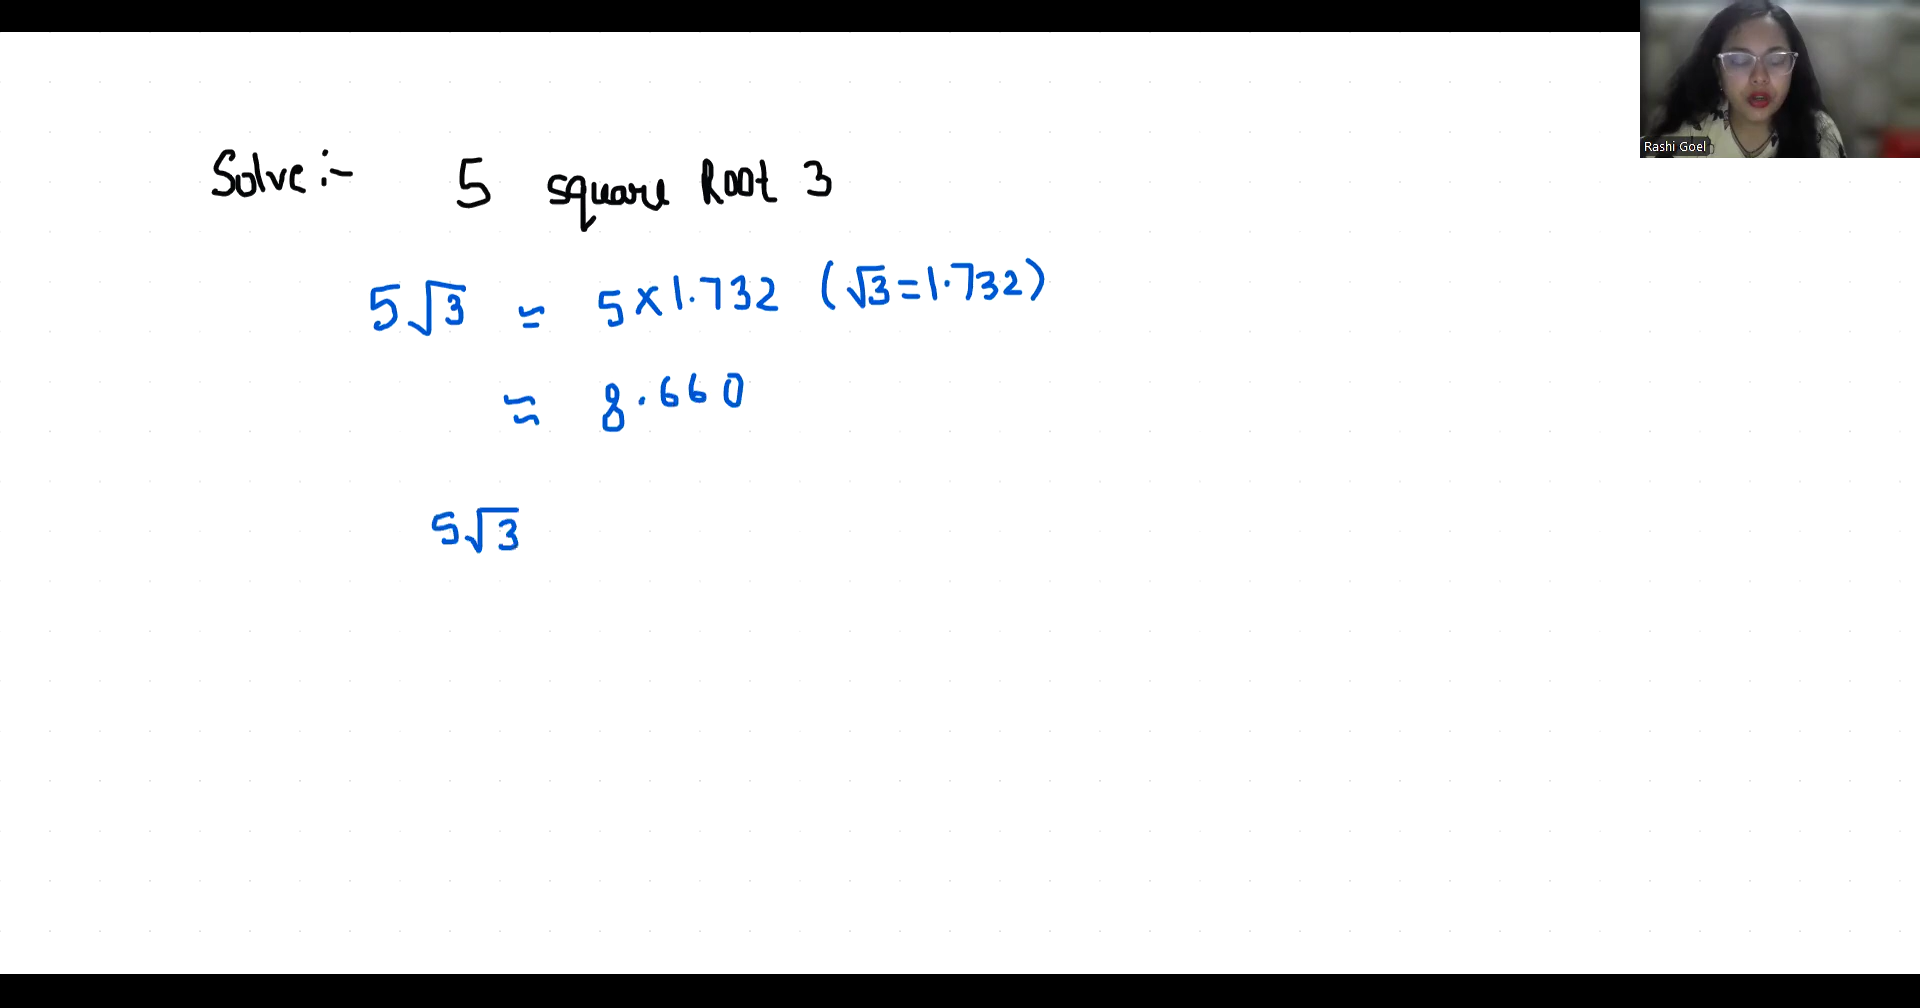 Solve :- 5 square Root 3
5√3 ≈ 5 × 1.732 (√3 = 1.732)
≈ 8.660
5√3
Rashi Goel